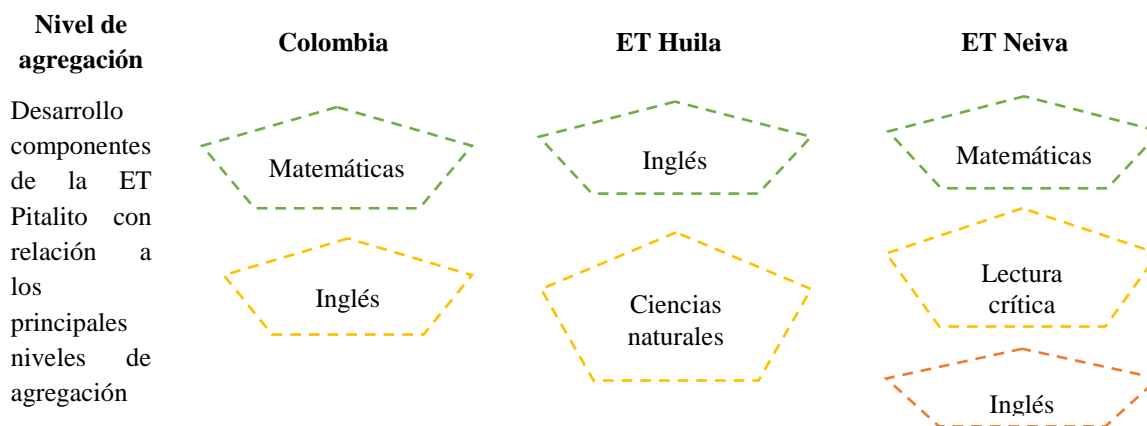 Nivel de
agregación
Colombia
ET Huila
ET Neiva
Desarrollo
componentes
de la ET
Pitalito con
relación a
los
principales
niveles de
agregación
Matemáticas
Inglés
Inglés
Ciencias
naturales
Matemáticas
Lectura
crítica
Inglés